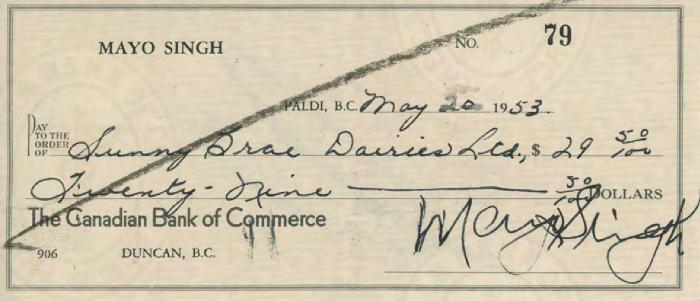 MAYO SINGH
NO. 79
PALDI, B.C. May 20 1953.
PAY TO THE ORDER OF Sunny Brae Dairies Ltd., $ 29 50/100
Twenty-Nine 50/100 DOLLARS
The Canadian Bank of Commerce
906 DUNCAN, B.C.
Mayo Singh